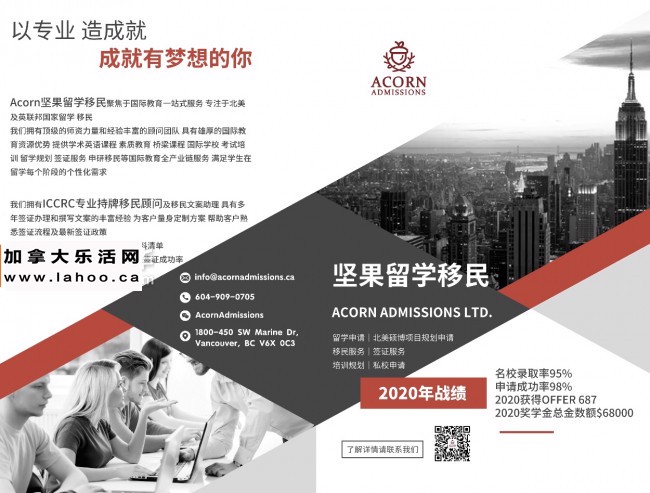 以专业 造成就
成就有梦想的你
Acorn坚果留学移民聚焦于国际教育一站式服务 专注于北美
及英联邦国家留学 移民
我们拥有顶级的师资力量和经验丰富的顾问团队 具有雄厚的国际教
育资源优势 提供学术英语课程 素质教育 桥梁课程 国际学校 考试培
训 留学规划 签证服务 申研移民等国际教育全产业链服务 满足学生在
留学每个阶段的个性化需求
我们拥有ICCRC专业持牌移民顾问及移民文案助理 具有多
年签证办理和撰写文案的丰富经验 为客户量身定制方案 帮助客户熟
悉签证流程及最新签证政策
料清单
签证成功率
加拿大乐活网
www.lahoo.ca
info@acornadmissions.ca
604-909-0705
AcornAdmissions
1800-450 SW Marine Dr,
Vancouver, BC V6X 0C3
ACORN
ADMISSIONS
坚果留学移民
ACORN ADMISSIONS LTD.
留学申请｜北美硕博项目规划申请
移民服务｜签证服务
培训规划｜私校申请
2020年战绩
名校录取率95%
申请成功率98%
2020获得OFFER 687
2020奖学金总金数额$68000
了解详情请联系我们